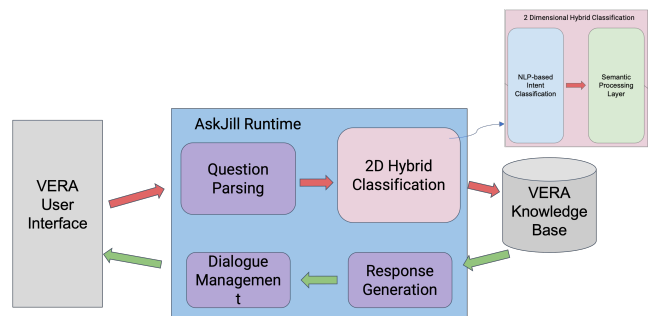 2 Dimensional Hybrid Classification
NLP-based
Intent
Classification
Semantic
Processing
Layer
AskJill Runtime
VERA
User
Interface
Question
Parsing
2D Hybrid
Classification
VERA
Knowledge
Base
Dialogue
Managemen
t
Response
Generation